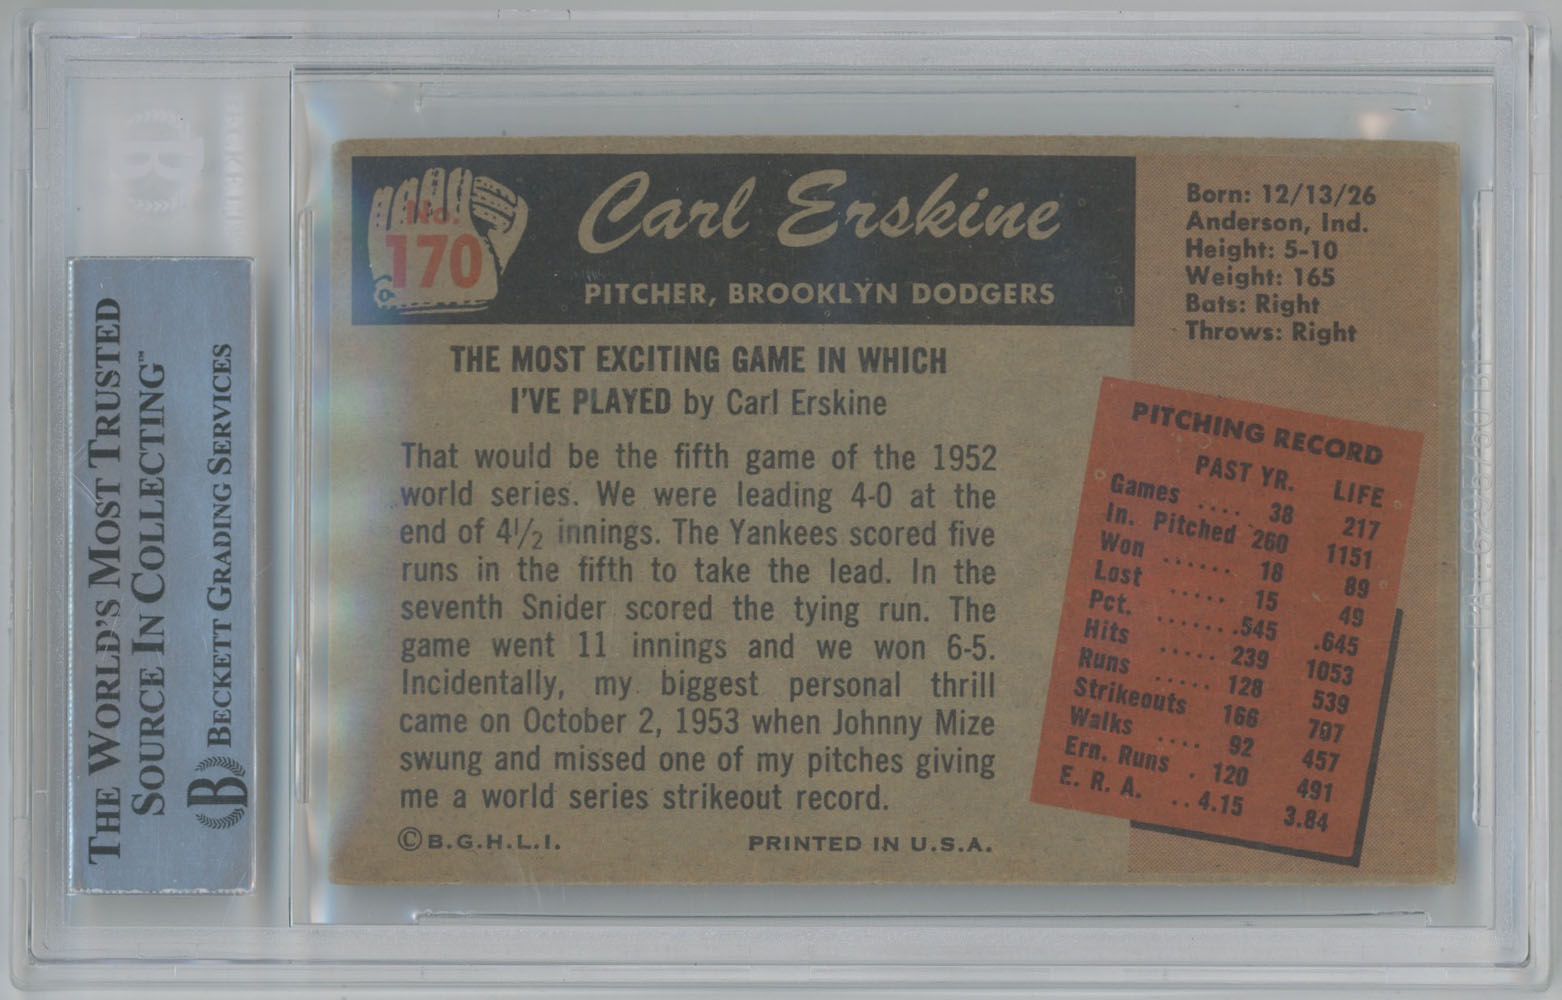 THE WORLD'S MOST TRUSTED
SOURCE IN COLLECTING™
B BECKETT GRADING SERVICES
No.
170
Carl Erskine
PITCHER, BROOKLYN DODGERS
Born: 12/13/26
Anderson, Ind.
Height: 5-10
Weight: 165
Bats: Right
Throws: Right
THE MOST EXCITING GAME IN WHICH
I'VE PLAYED by Carl Erskine
That would be the fifth game of the 1952
world series. We were leading 4-0 at the
end of 4½ innings. The Yankees scored five
runs in the fifth to take the lead. In the
seventh Snider scored the tying run. The
game went 11 innings and we won 6-5.
Incidentally, my biggest personal thrill
came on October 2, 1953 when Johnny Mize
swung and missed one of my pitches giving
me a world series strikeout record.
©B.G.H.L.I. PRINTED IN U.S.A.
PITCHING RECORD
PAST YR. LIFE
Games .... 38 217
In. Pitched 260 1151
Won ...... 18 89
Lost ..... 15 49
Pct. .......545 .645
Hits ..... 239 1053
Runs ..... 128 539
Strikeouts 166 707
Walks .... 92 457
Ern. Runs . 120 491
E. R. A. ..4.15 3.84